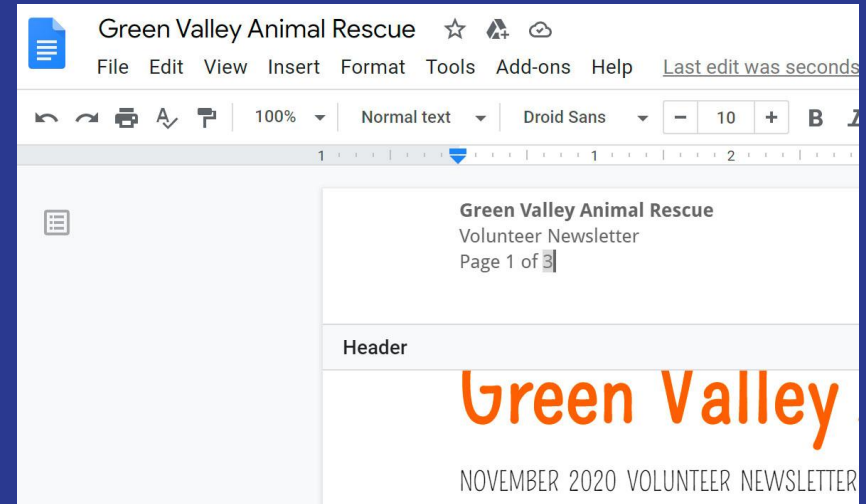 Green Valley Animal Rescue
File Edit View Insert Format Tools Add-ons Help Last edit was seconds
100% Normal text Droid Sans − 10 + B I
1 1 2
Green Valley Animal Rescue
Volunteer Newsletter
Page 1 of 3
Header
Green Valley
NOVEMBER 2020 VOLUNTEER NEWSLETTER